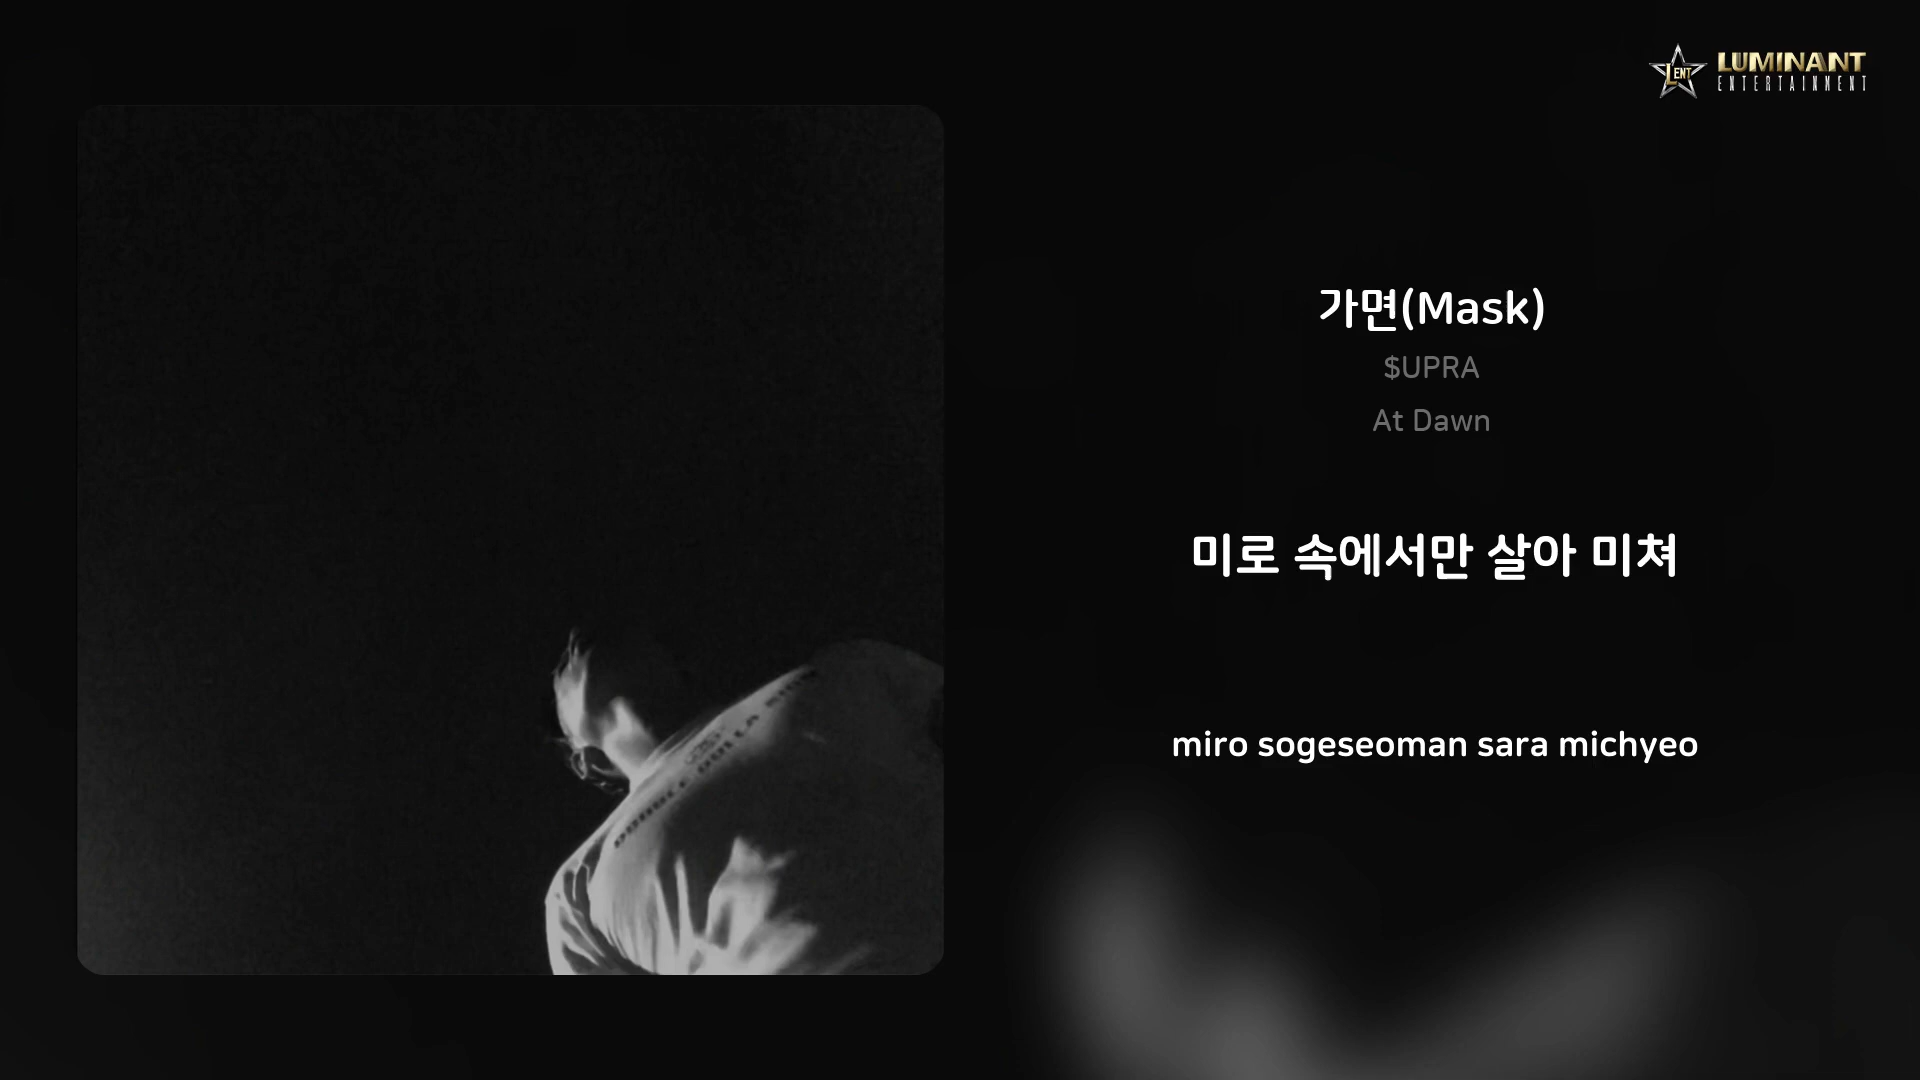 LENT
LUMINANT
ENTERTAINMENT
가면(Mask)
$UPRA
At Dawn
미로 속에서만 살아 미쳐
miro sogeseoman sara michyeo